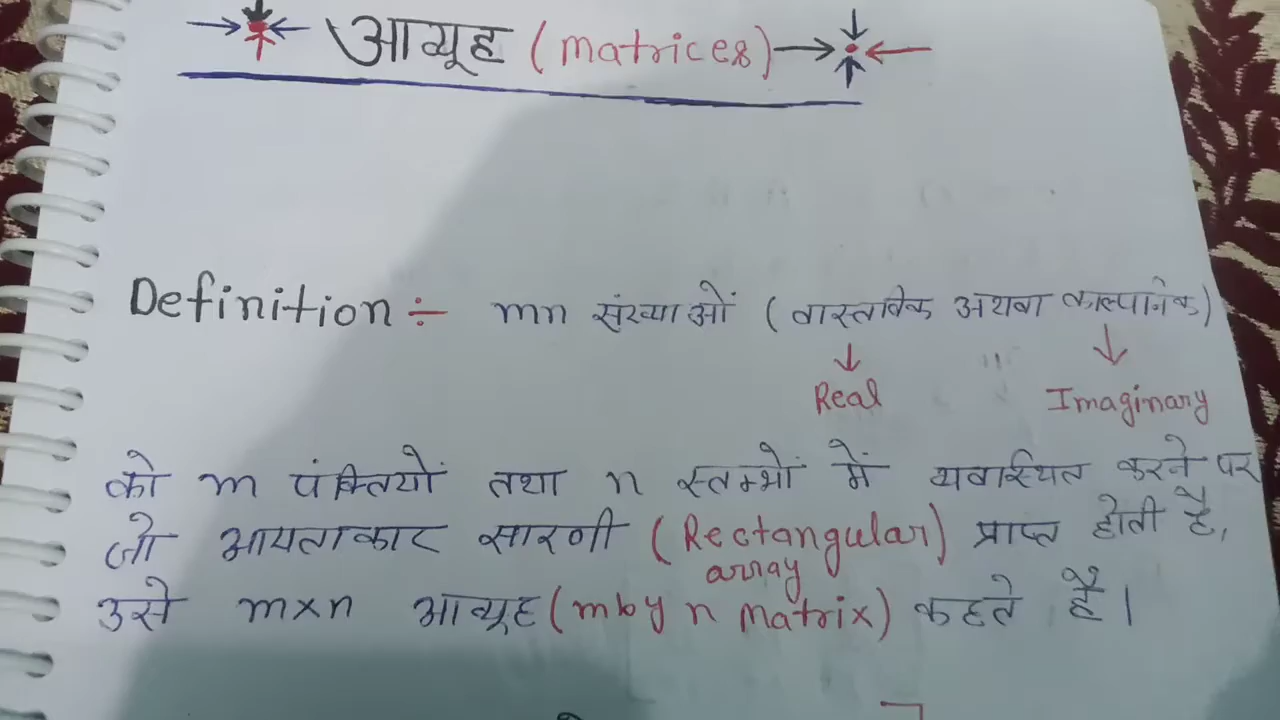 आव्यूह (matrices)
Definition ÷ mn संख्याओं (वास्तविक अथवा काल्पनिक)
Real Imaginary
को m पंक्तियों तथा n स्तम्भों में व्यवस्थित करने पर
जो आयताकार सारणी (Rectangular) प्राप्त होती है,
array
उसे m×n आव्यूह (m by n matrix) कहते है।